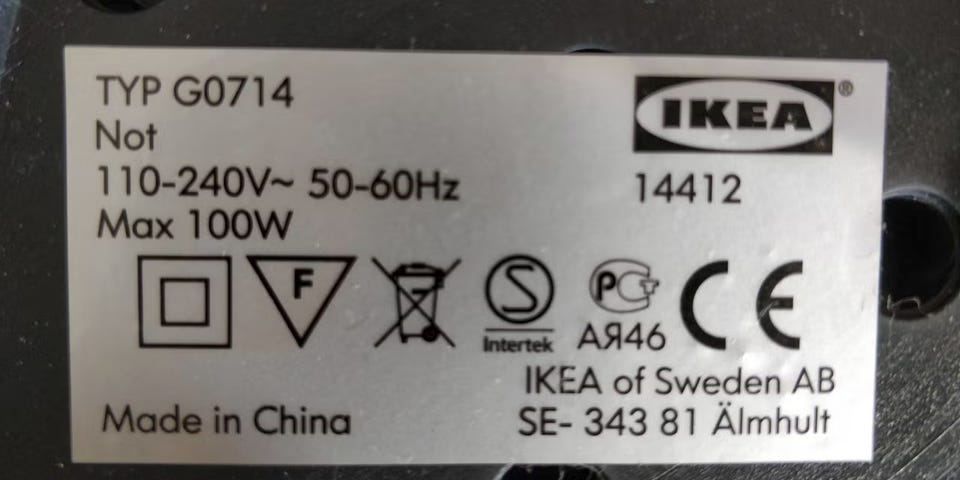 TYP G0714
Not
110-240V~ 50-60Hz
Max 100W
IKEA®
14412
F
S
Intertek
PC
АЯ46
CE
IKEA of Sweden AB
SE- 343 81 Älmhult
Made in China